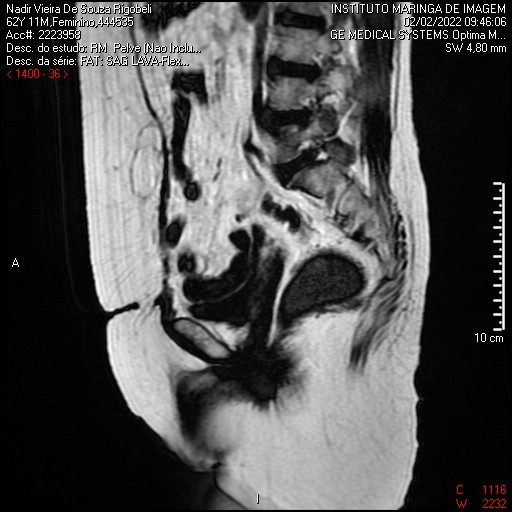 Nadir Vieira De Souza Rigobeli
62Y 11M,Feminino,444535
Acc#: 2223953
Desc. do estudo: RM Pelve (Nao Inclu...
Desc. da série: FAT: SAG LAVA-Flex...
< 1400 - 36 >
INSTITUTO MARINGA DE IMAGEM
02/02/2022 09:46:06
GE MEDICAL SYSTEMS Optima M...
SW 4,80 mm
A
10 cm
I
C 1116
W 2232